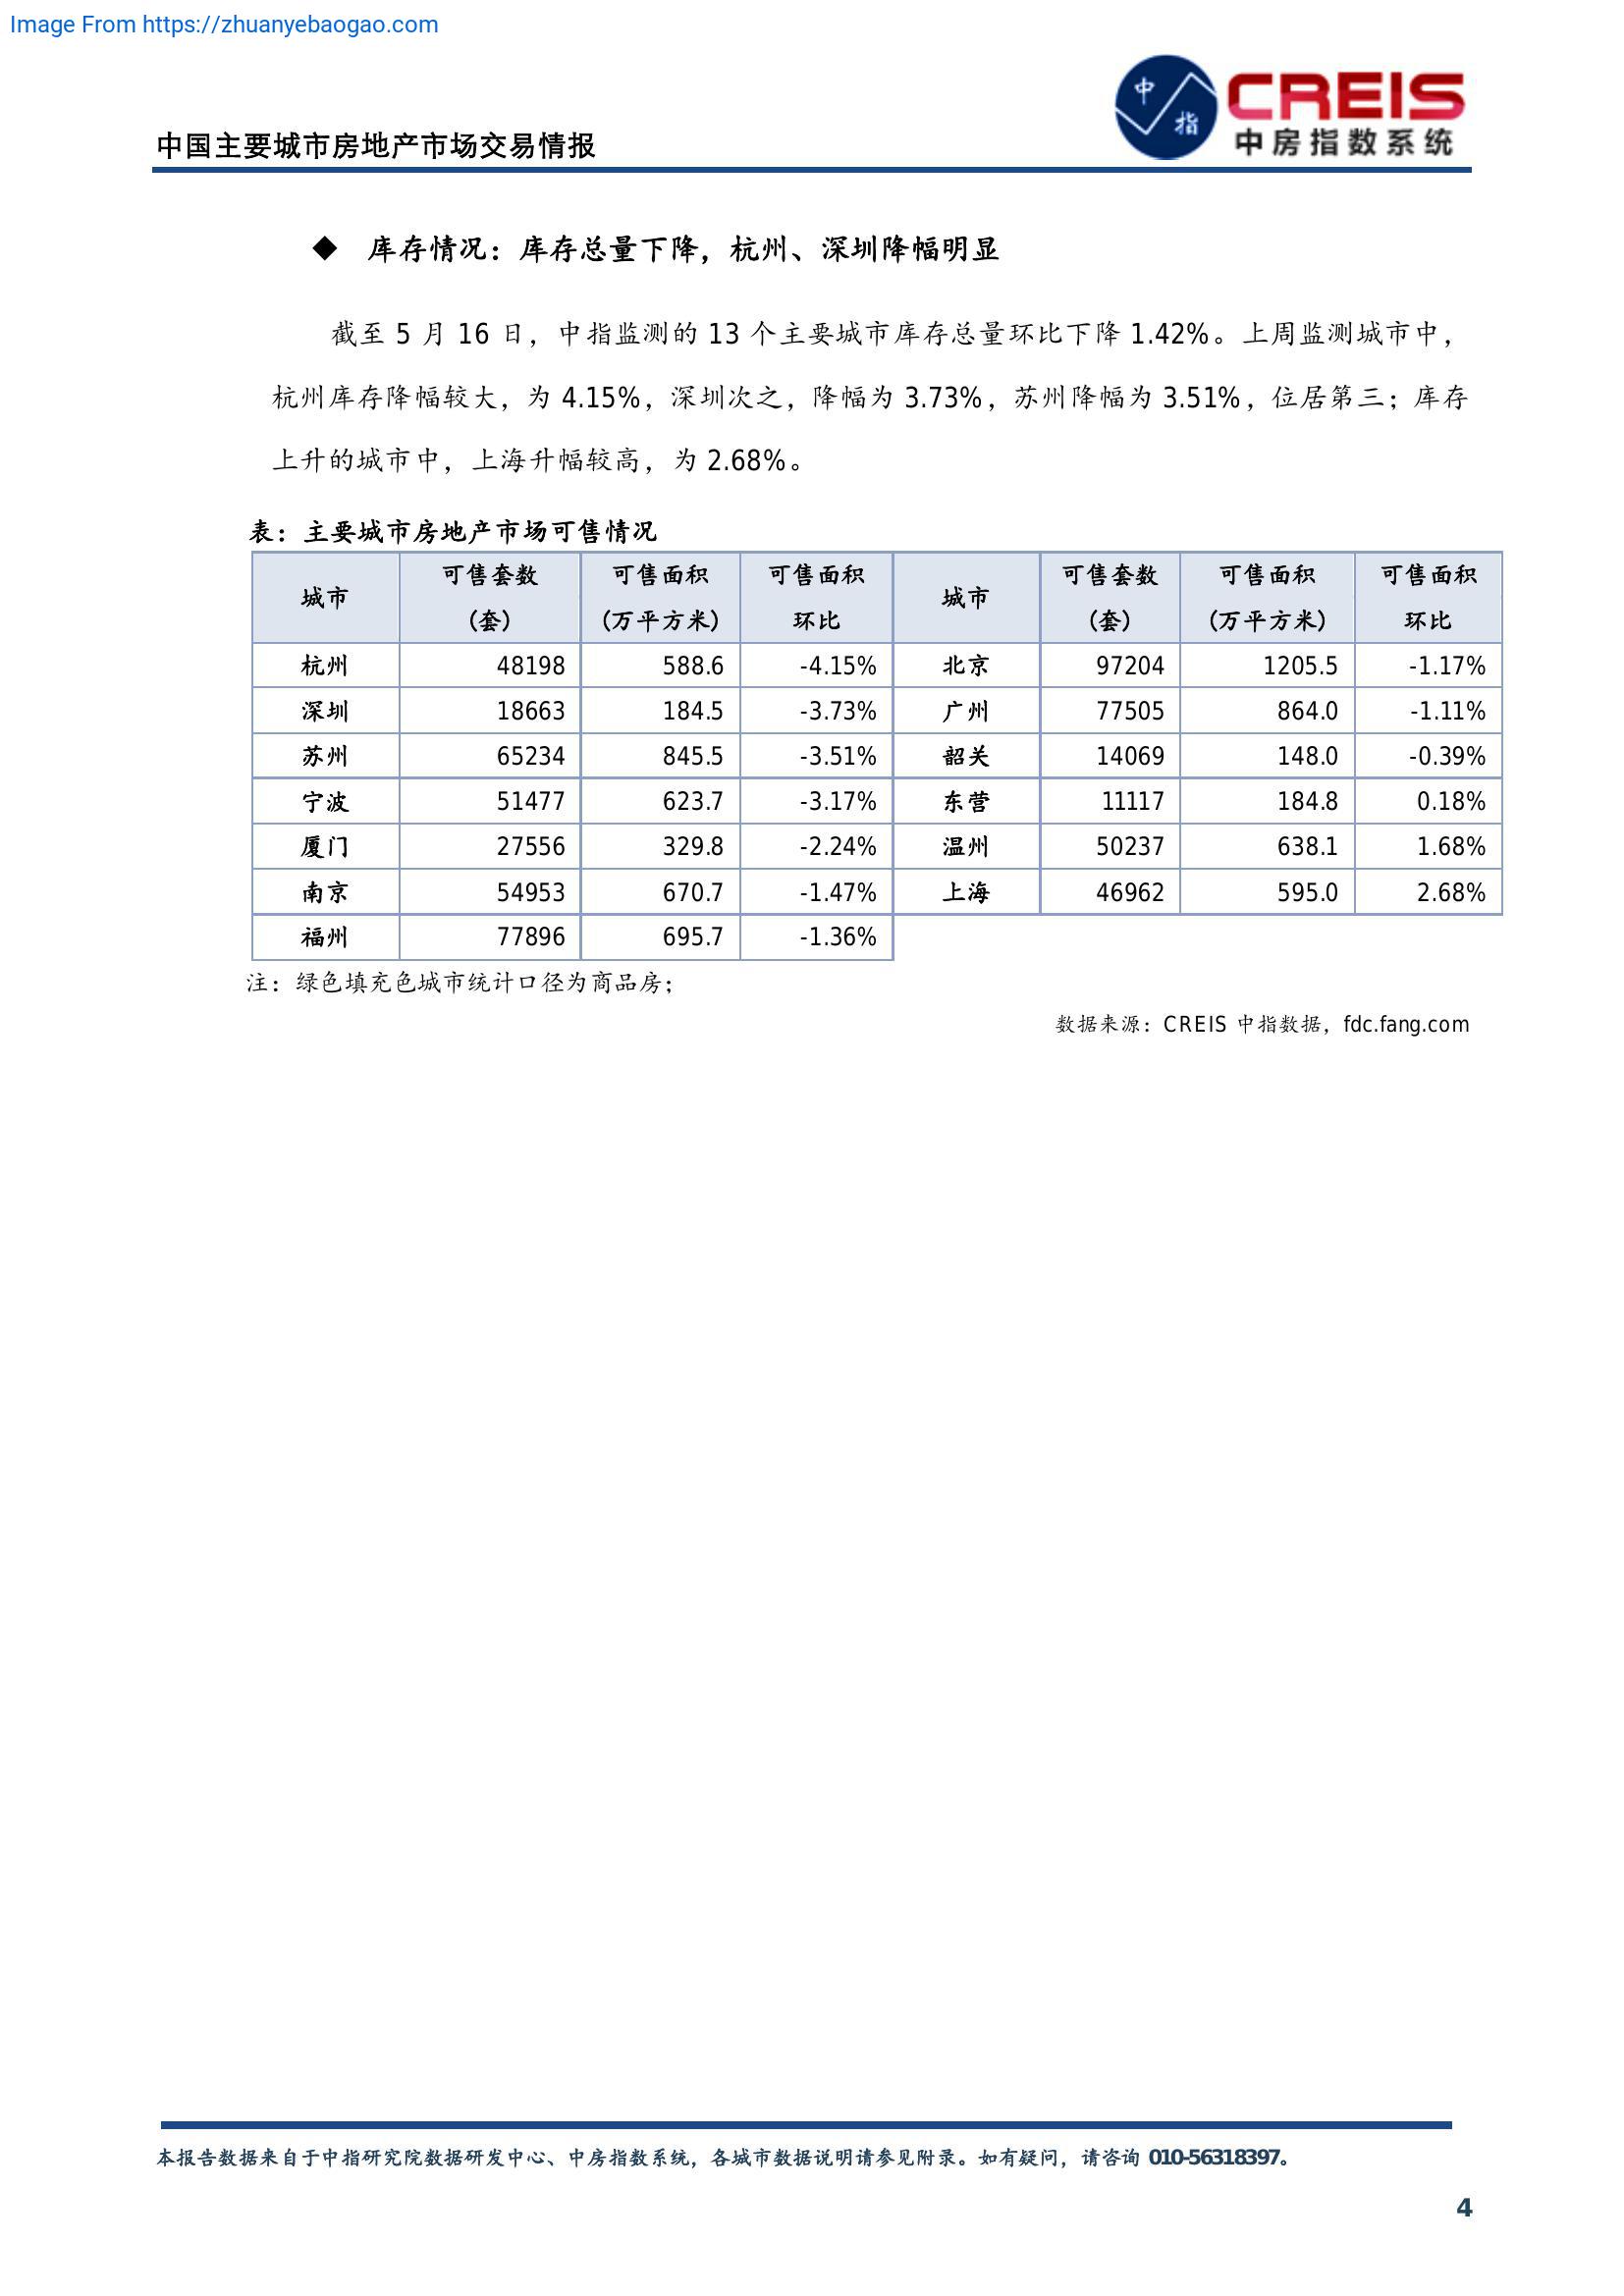 Image From https://zhuanyebaogao.com
中 指
CREIS
中房指数系统
中国主要城市房地产市场交易情报
◆ 库存情况：库存总量下降，杭州、深圳降幅明显
截至 5 月 16 日，中指监测的 13 个主要城市库存总量环比下降 1.42%。上周监测城市中，
杭州库存降幅较大，为 4.15%，深圳次之，降幅为 3.73%，苏州降幅为 3.51%，位居第三；库存
上升的城市中，上海升幅较高，为 2.68%。
表：主要城市房地产市场可售情况
城市 可售套数（套） 可售面积（万平方米） 可售面积环比 城市 可售套数（套） 可售面积（万平方米） 可售面积环比
杭州 48198 588.6 -4.15% 北京 97204 1205.5 -1.17%
深圳 18663 184.5 -3.73% 广州 77505 864.0 -1.11%
苏州 65234 845.5 -3.51% 韶关 14069 148.0 -0.39%
宁波 51477 623.7 -3.17% 东营 11117 184.8 0.18%
厦门 27556 329.8 -2.24% 温州 50237 638.1 1.68%
南京 54953 670.7 -1.47% 上海 46962 595.0 2.68%
福州 77896 695.7 -1.36%
注：绿色填充色城市统计口径为商品房；
数据来源：CREIS 中指数据，fdc.fang.com
本报告数据来自于中指研究院数据研发中心、中房指数系统，各城市数据说明请参见附录。如有疑问，请咨询 010-56318397。
4